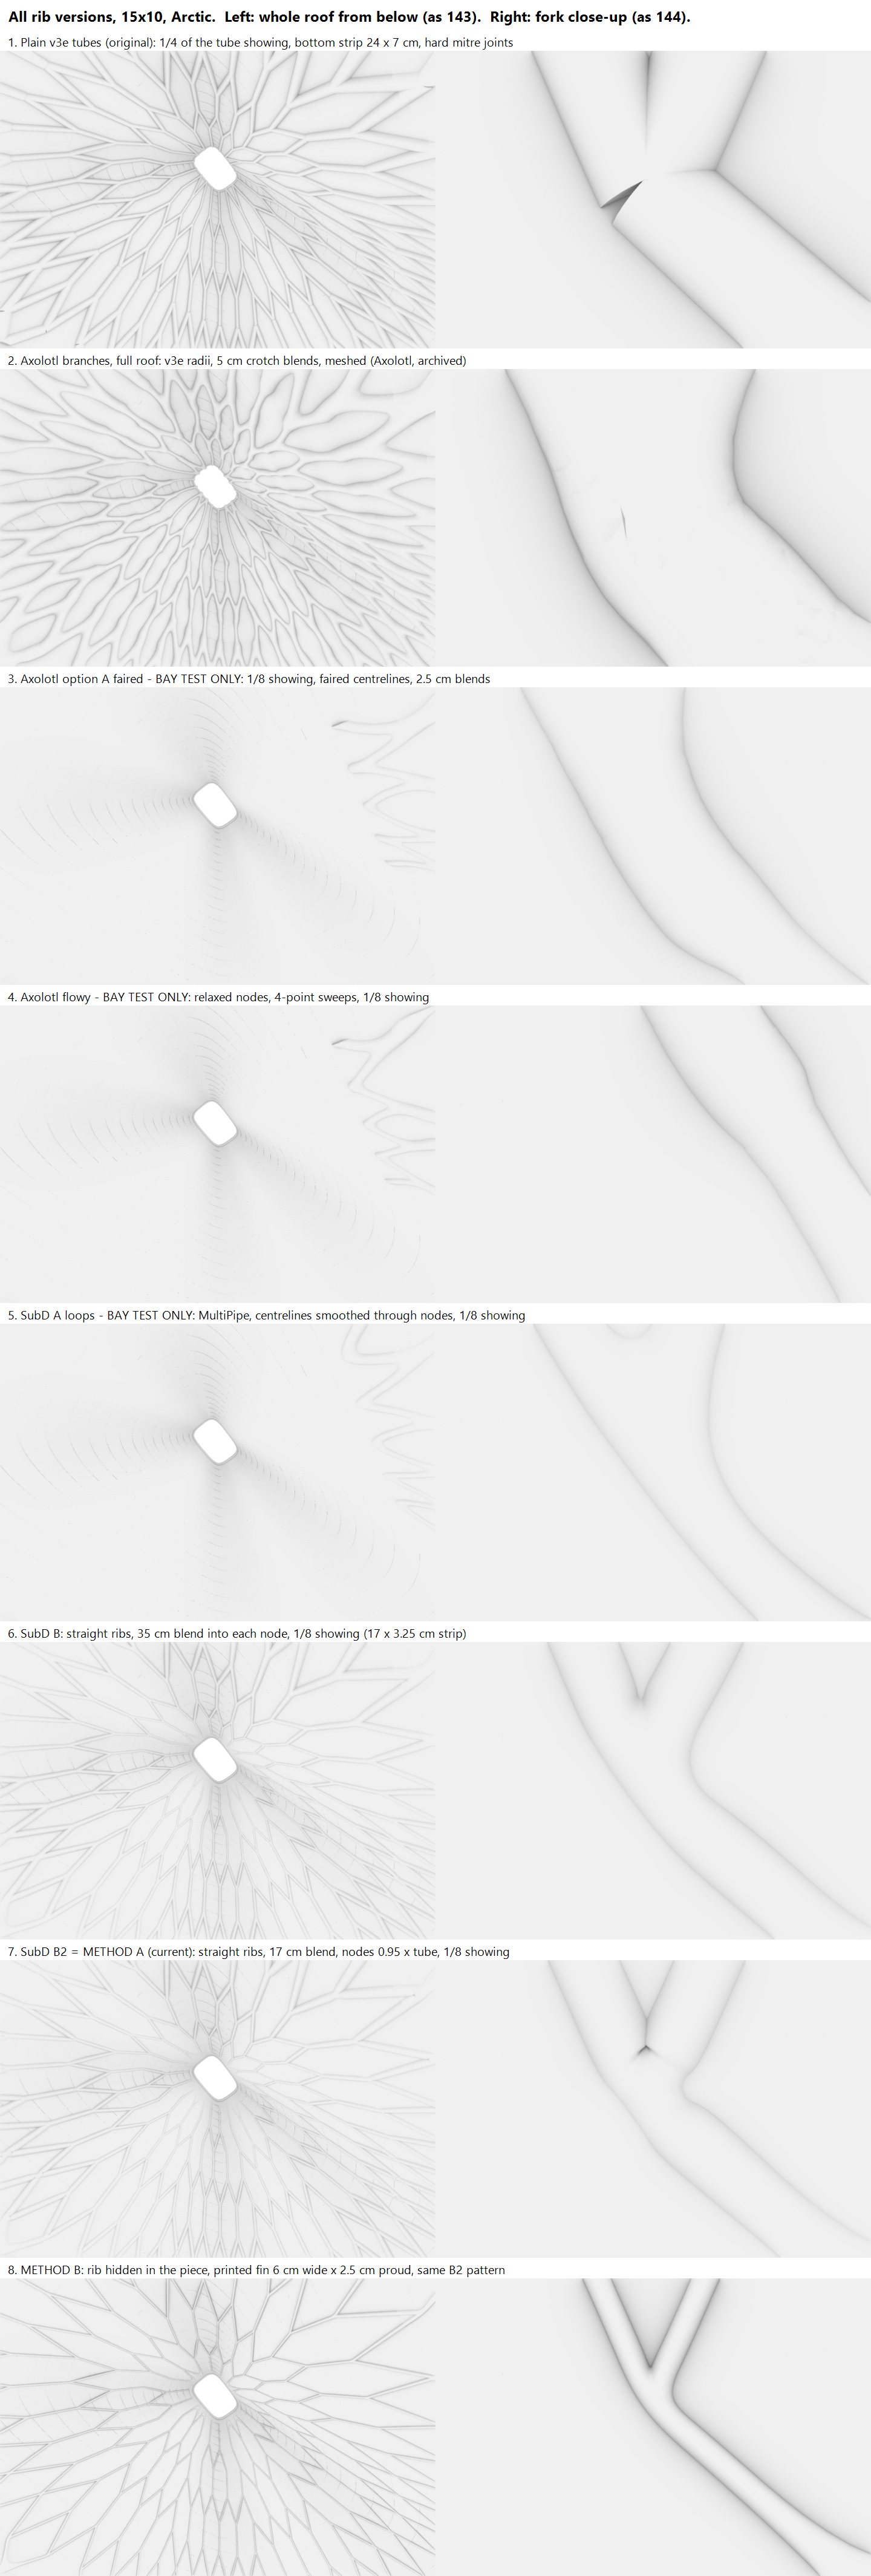 All rib versions, 15x10, Arctic. Left: whole roof from below (as 143). Right: fork close-up (as 144).
1. Plain v3e tubes (original): 1/4 of the tube showing, bottom strip 24 x 7 cm, hard mitre joints
2. Axolotl branches, full roof: v3e radii, 5 cm crotch blends, meshed (Axolotl, archived)
3. Axolotl option A faired - BAY TEST ONLY: 1/8 showing, faired centrelines, 2.5 cm blends
4. Axolotl flowy - BAY TEST ONLY: relaxed nodes, 4-point sweeps, 1/8 showing
5. SubD A loops - BAY TEST ONLY: MultiPipe, centrelines smoothed through nodes, 1/8 showing
6. SubD B: straight ribs, 35 cm blend into each node, 1/8 showing (17 x 3.25 cm strip)
7. SubD B2 = METHOD A (current): straight ribs, 17 cm blend, nodes 0.95 x tube, 1/8 showing
8. METHOD B: rib hidden in the piece, printed fin 6 cm wide x 2.5 cm proud, same B2 pattern